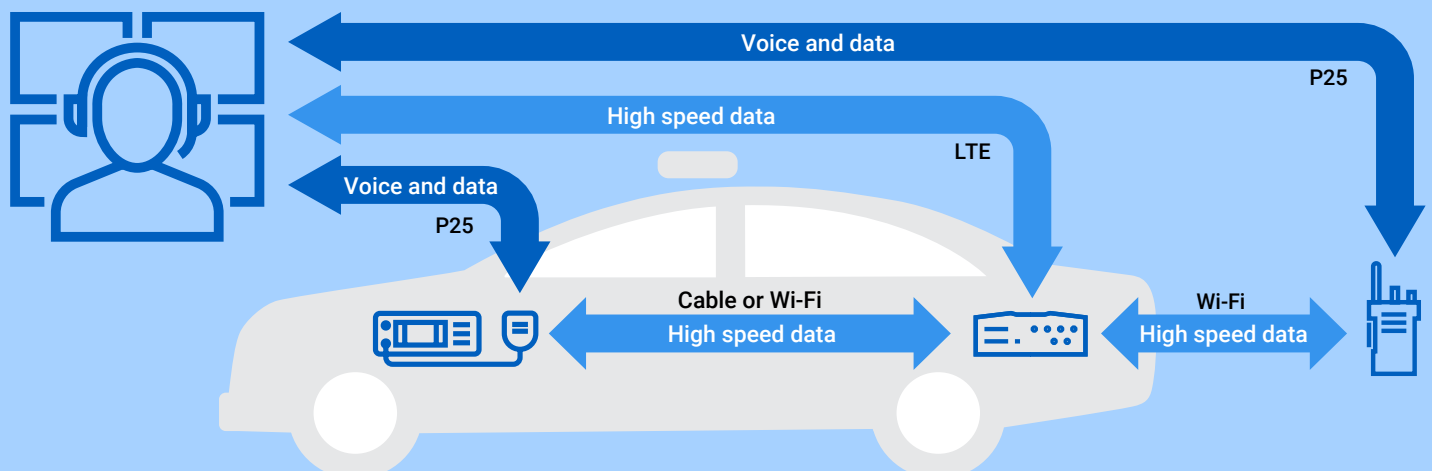 Voice and data
P25
High speed data
LTE
Voice and data
P25
Cable or Wi-Fi
High speed data
Wi-Fi
High speed data